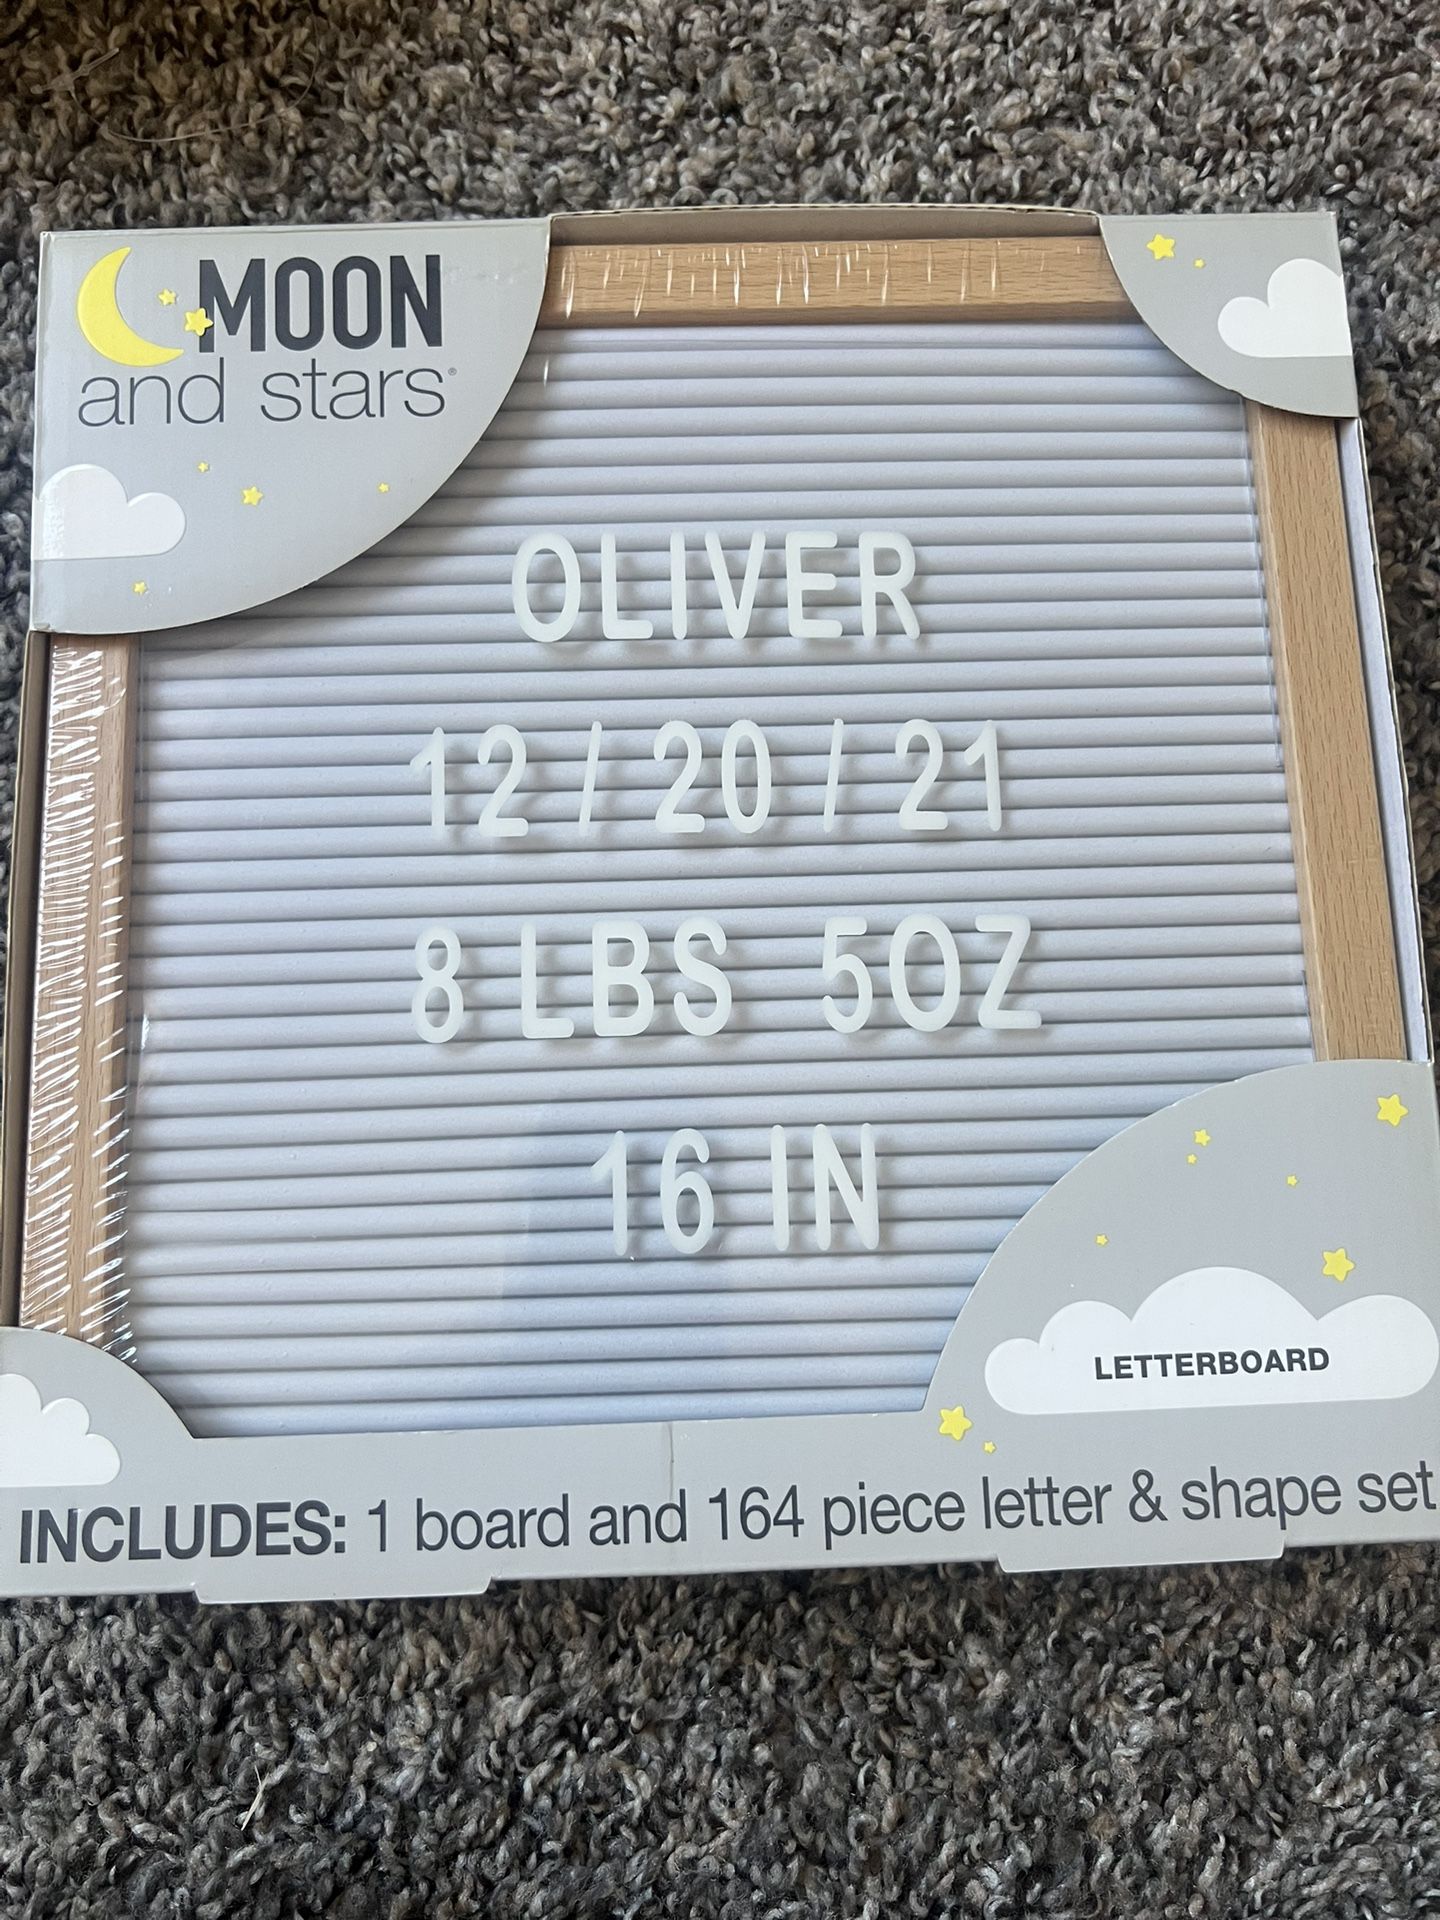 MOON
and stars®
OLIVER
12 / 20 / 21
8 LBS 5OZ
16 IN
LETTERBOARD
INCLUDES: 1 board and 164 piece letter & shape set